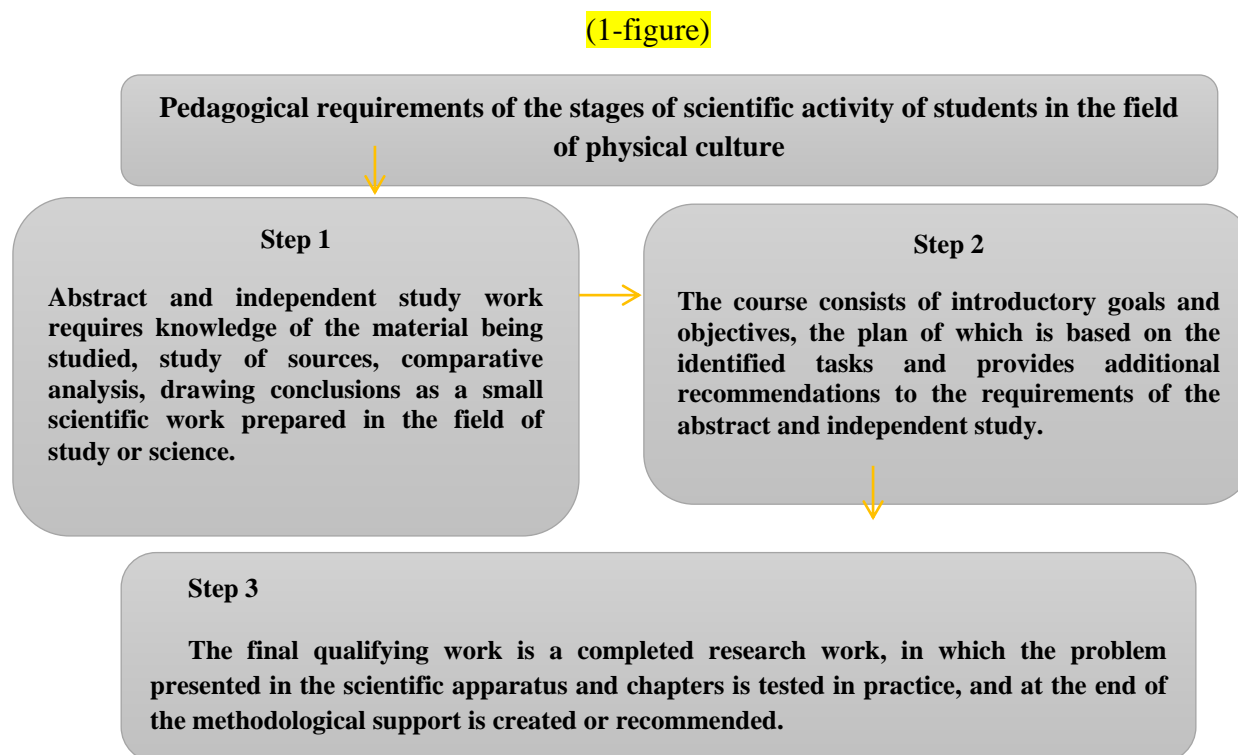 (1-figure)
Pedagogical requirements of the stages of scientific activity of students in the field
of physical culture
Step 1
Abstract and independent study work
requires knowledge of the material being
studied, study of sources, comparative
analysis, drawing conclusions as a small
scientific work prepared in the field of
study or science.
Step 2
The course consists of introductory goals and
objectives, the plan of which is based on the
identified tasks and provides additional
recommendations to the requirements of the
abstract and independent study.
Step 3
The final qualifying work is a completed research work, in which the problem
presented in the scientific apparatus and chapters is tested in practice, and at the end of
the methodological support is created or recommended.